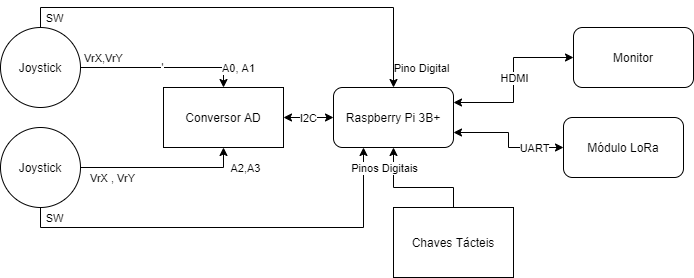 SW
Joystick
VrX,VrY
A0, A1
Pino Digital
Monitor
HDMI
Conversor AD
I2C
Raspberry Pi 3B+
UART
Módulo LoRa
Joystick
VrX , VrY
A2,A3
Pinos Digitais
SW
Chaves Tácteis